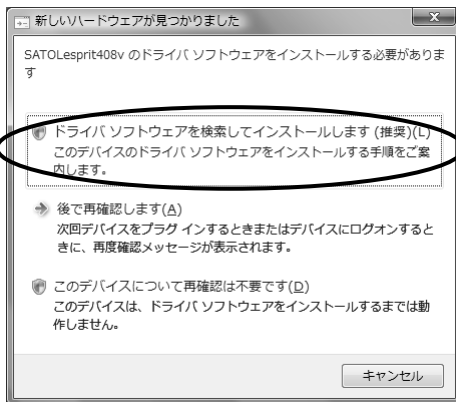 新しいハードウェアが見つかりました
SATOLesprit408v のドライバ ソフトウェアをインストールする必要がありま
す
ドライバ ソフトウェアを検索してインストールします (推奨)(L)
このデバイスのドライバ ソフトウェアをインストールする手順をご案
内します。
後で再確認します(A)
次回デバイスをプラグ インするときまたはデバイスにログオンすると
きに、再度確認メッセージが表示されます。
このデバイスについて再確認は不要です(D)
このデバイスは、ドライバ ソフトウェアをインストールするまでは動
作しません。
キャンセル